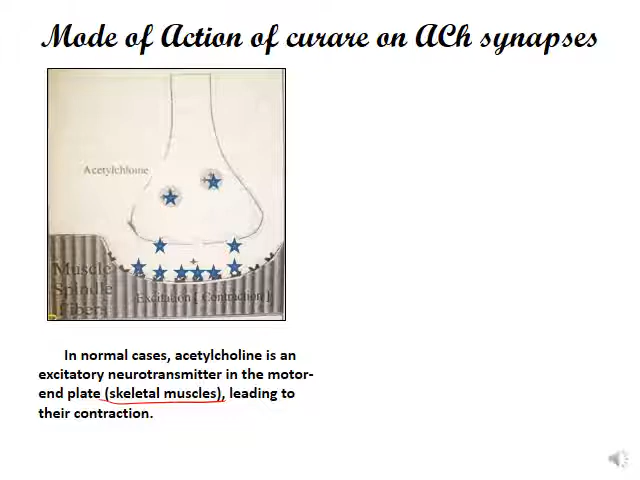 Mode of Action of curare on ACh synapses
Acetylchloine
Muscle
Spindle
Fibers
Excitation [ Contraction ]
In normal cases, acetylcholine is an
excitatory neurotransmitter in the motor-
end plate (skeletal muscles), leading to
their contraction.